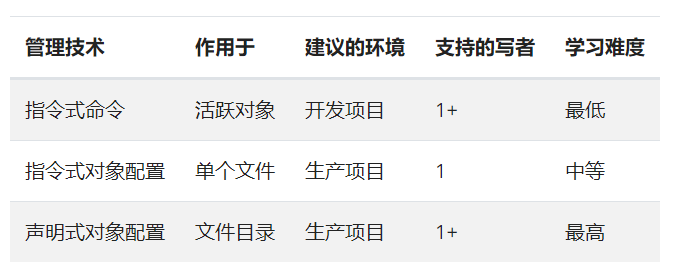 管理技术 作用于 建议的环境 支持的写者 学习难度
指令式命令 活跃对象 开发项目 1+ 最低
指令式对象配置 单个文件 生产项目 1 中等
声明式对象配置 文件目录 生产项目 1+ 最高